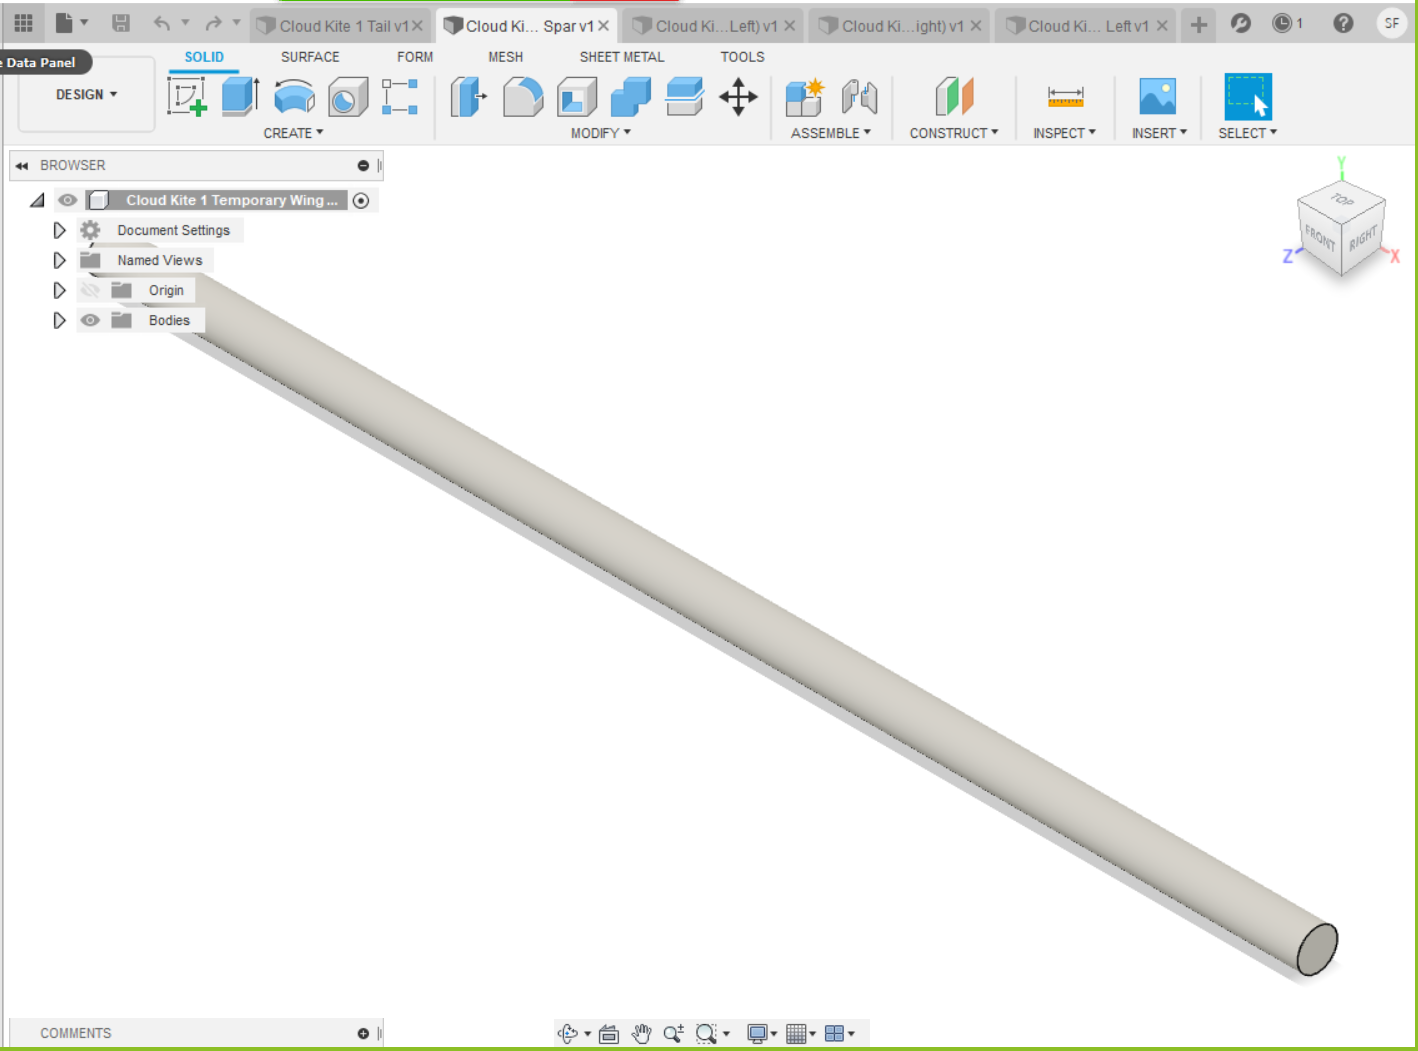 Cloud Kite 1 Tail v1
Cloud Ki... Spar v1
Cloud Ki...Left) v1
Cloud Ki...ight) v1
Cloud Ki... Left v1
1
SF
e Data Panel
SOLID
SURFACE
FORM
MESH
SHEET METAL
TOOLS
DESIGN
CREATE
MODIFY
ASSEMBLE
CONSTRUCT
INSPECT
INSERT
SELECT
BROWSER
Cloud Kite 1 Temporary Wing ...
Document Settings
Named Views
Origin
Bodies
Y
TOP
FRONT
RIGHT
Z
X
COMMENTS